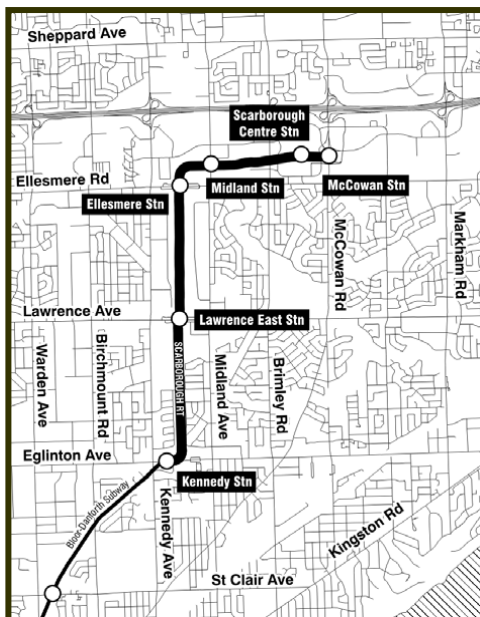 Sheppard Ave
Scarborough
Centre Stn
Ellesmere Rd
Midland Stn
McCowan Stn
Ellesmere Stn
McCowan Rd
Markham Rd
Lawrence Ave
Lawrence East Stn
Warden Ave
Birchmount Rd
SCARBOROUGH RT
Midland Ave
Brimley Rd
Eglinton Ave
Kennedy Stn
Bloor-Danforth Subway
Kennedy Ave
Kingston Rd
St Clair Ave